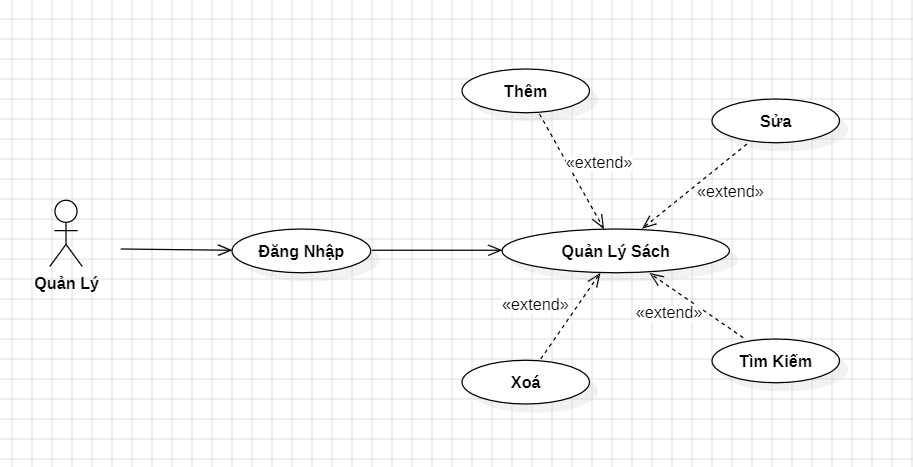 Thêm
Sửa
«extend»
«extend»
Quản Lý
Đăng Nhập
Quản Lý Sách
«extend»
«extend»
Xoá
Tìm Kiếm